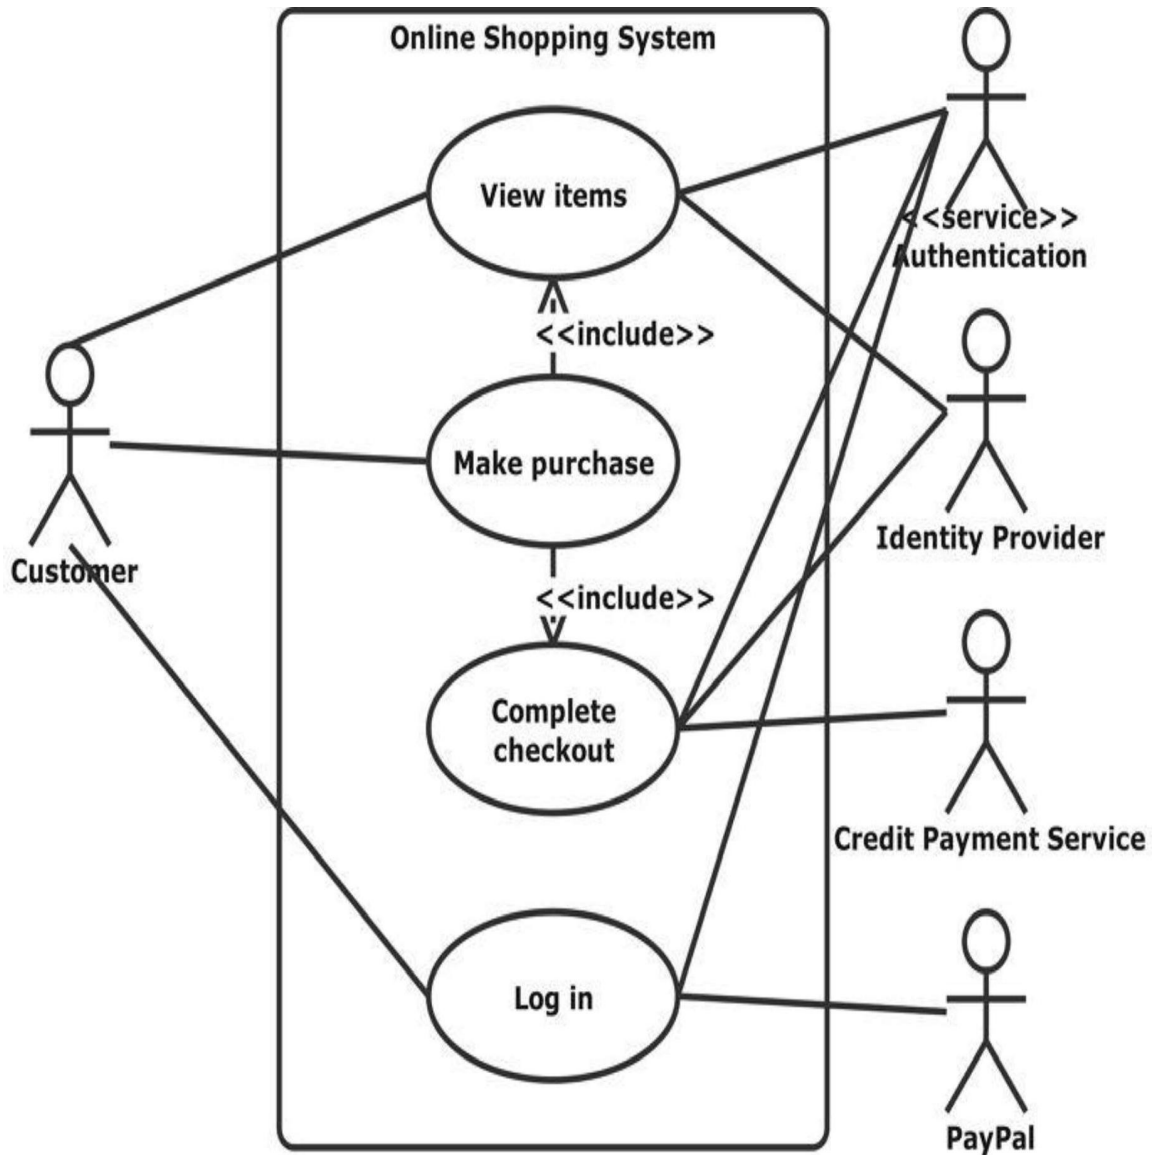 Online Shopping System
View items
<<service>>
Authentication
<<include>>
Make purchase
Identity Provider
Customer
<<include>>
Complete
checkout
Credit Payment Service
Log in
PayPal